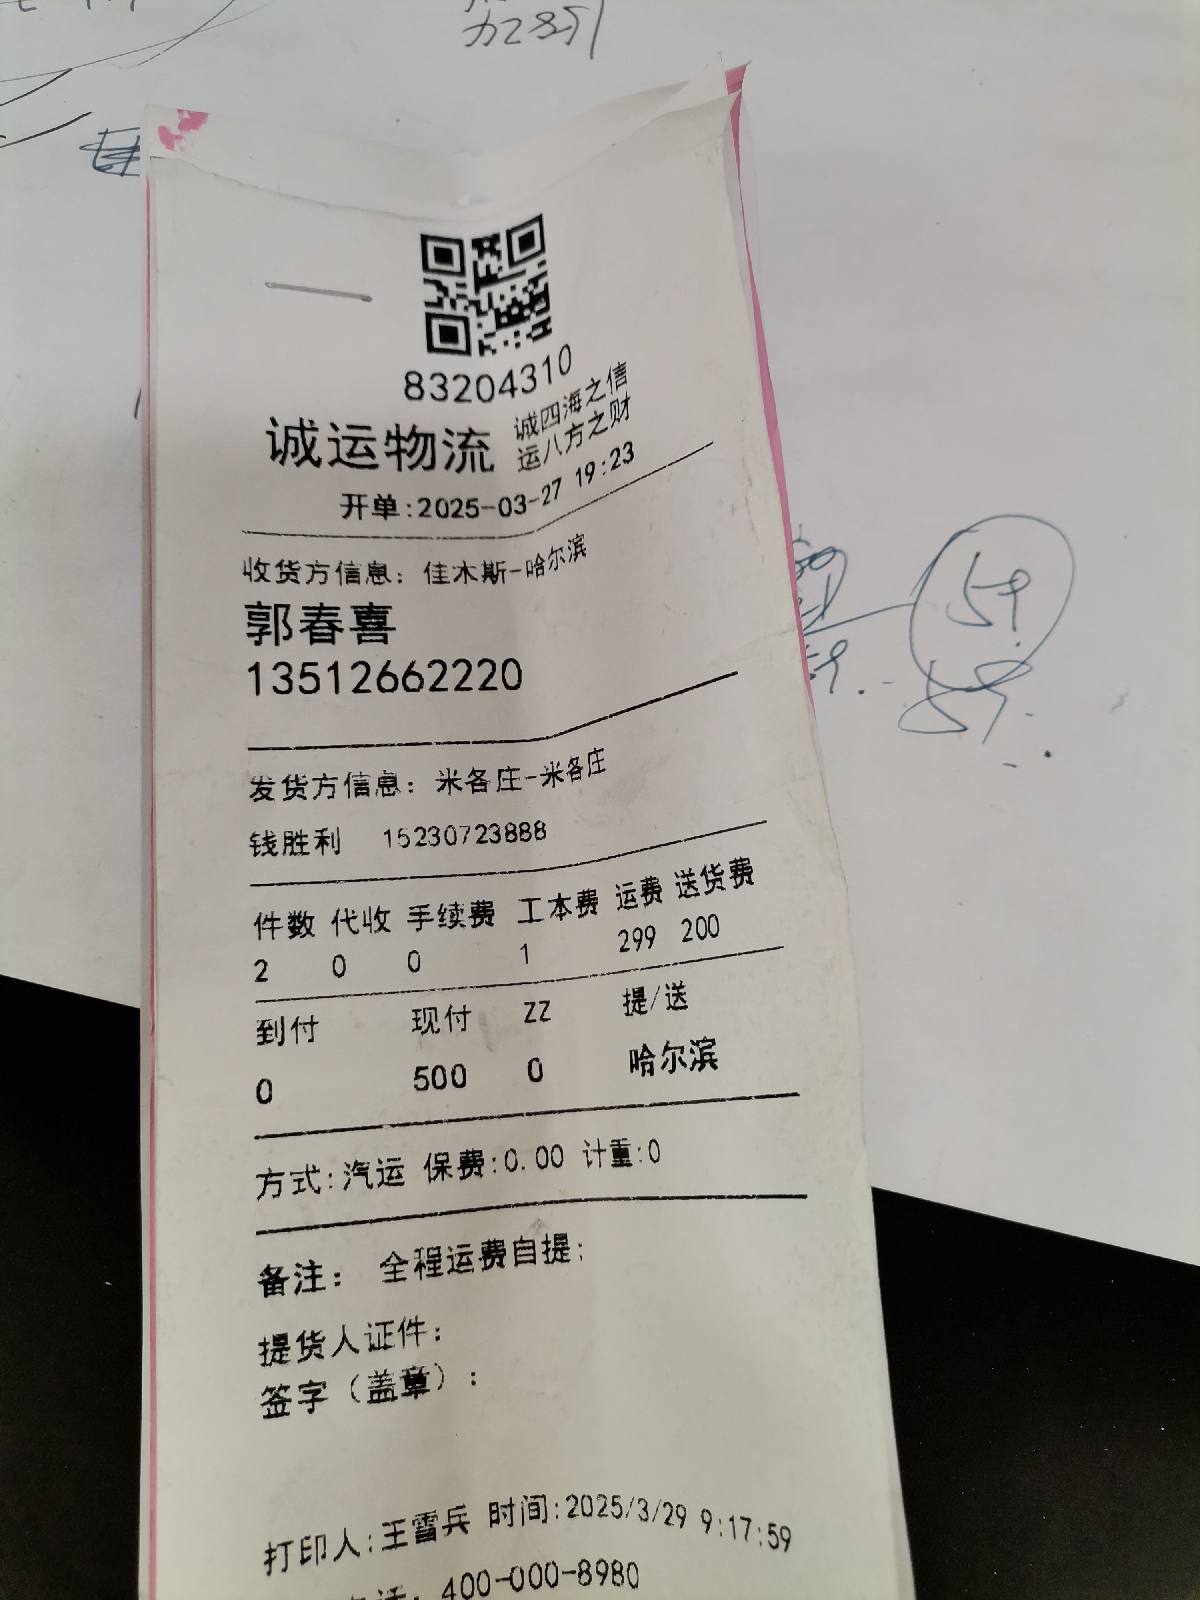 83204310
诚运物流 诚四海之信
运八方之财
开单:2025-03-27 19:23
收货方信息: 佳木斯-哈尔滨
郭春喜
13512662220
发货方信息: 米各庄-米各庄
钱胜利 15230723888
件数 代收 手续费 工本费 运费 送货费
2 0 0 1 299 200
到付 现付 ZZ 提/送
0 500 0 哈尔滨
方式:汽运 保费:0.00 计重:0
备注: 全程运费自提;
提货人证件:
签字(盖章):
打印人:王雪兵 时间:2025/3/29 9:17:59
电话: 400-000-8980
59
59